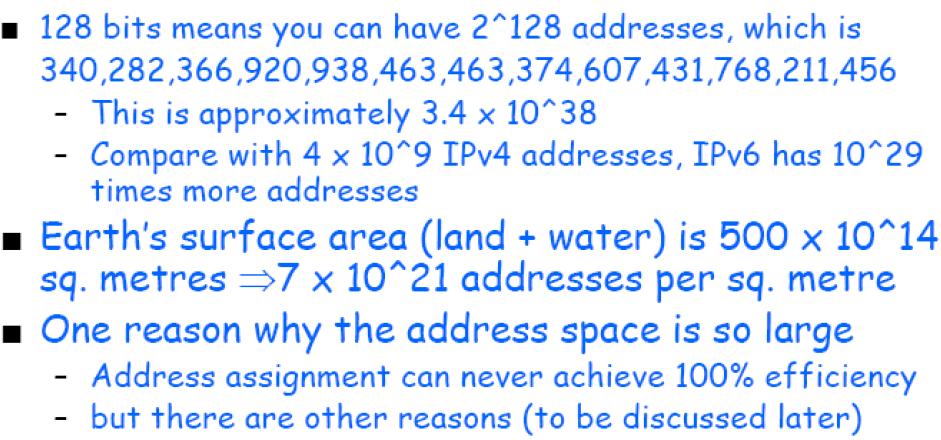 ■ 128 bits means you can have 2^128 addresses, which is
340,282,366,920,938,463,463,374,607,431,768,211,456
- This is approximately 3.4 x 10^38
- Compare with 4 x 10^9 IPv4 addresses, IPv6 has 10^29
times more addresses
■ Earth's surface area (land + water) is 500 x 10^14
sq. metres ⇒7 x 10^21 addresses per sq. metre
■ One reason why the address space is so large
- Address assignment can never achieve 100% efficiency
- but there are other reasons (to be discussed later)